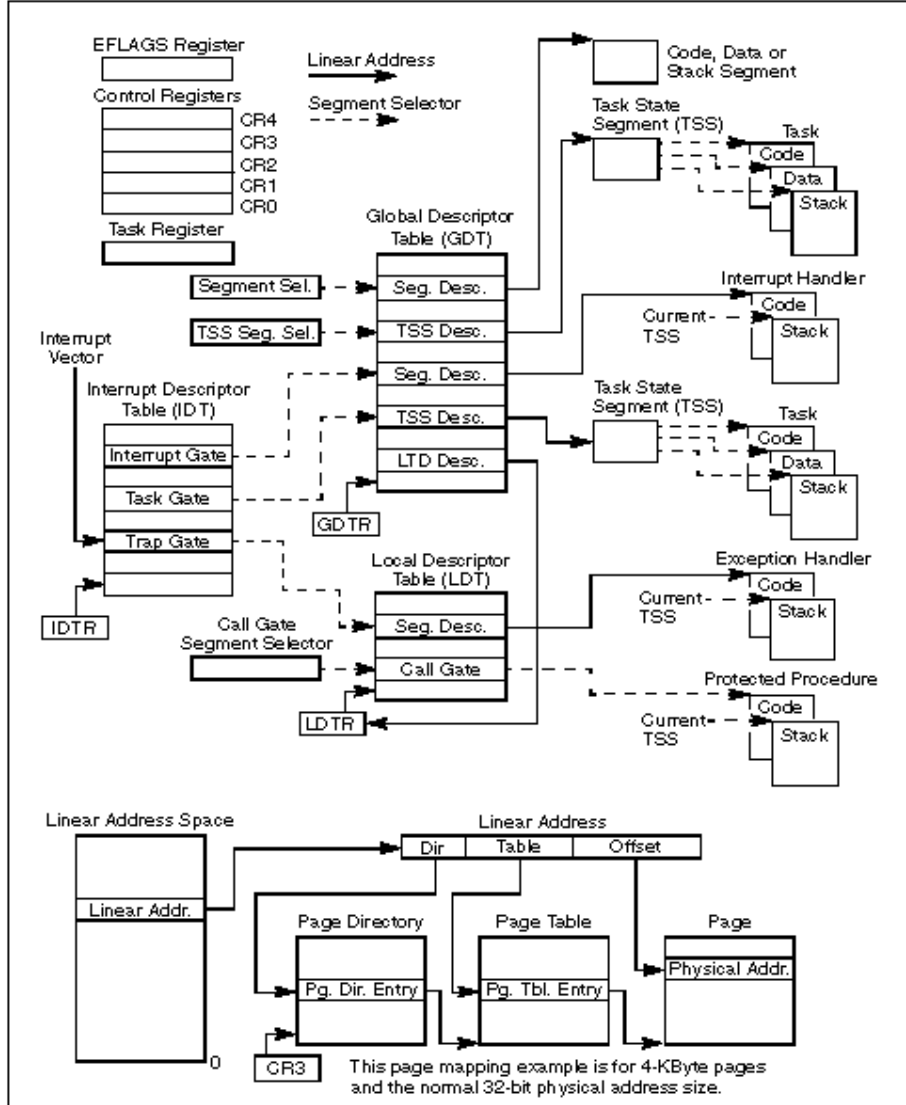 EFLAGS Register
Control Registers
CR4
CR3
CR2
CR1
CR0
Task Register
Linear Address
Segment Selector
Code, Data or
Stack Segment
Task State
Segment (TSS)
Task
Code
Data
Stack
Global Descriptor
Table (GDT)
Segment Sel.
Seg. Desc.
TSS Seg. Sel.
TSS Desc.
Seg. Desc.
TSS Desc.
LTD Desc.
GDTR
Interrupt Handler
Code
Current
TSS
Stack
Interrupt
Vector
Interrupt Descriptor
Table (IDT)
Interrupt Gate
Task Gate
Trap Gate
IDTR
Task State
Segment (TSS)
Task
Code
Data
Stack
Local Descriptor
Table (LDT)
Seg. Desc.
Call Gate
Call Gate
Segment Selector
LDTR
Exception Handler
Code
Current
TSS
Stack
Protected Procedure
Code
Current
TSS
Stack
Linear Address Space
Linear Addr.
0
Linear Address
Dir Table Offset
Page Directory
Pg. Dir. Entry
CR3
Page Table
Pg. Tbl. Entry
Page
Physical Addr.
This page mapping example is for 4-KByte pages
and the normal 32-bit physical address size.